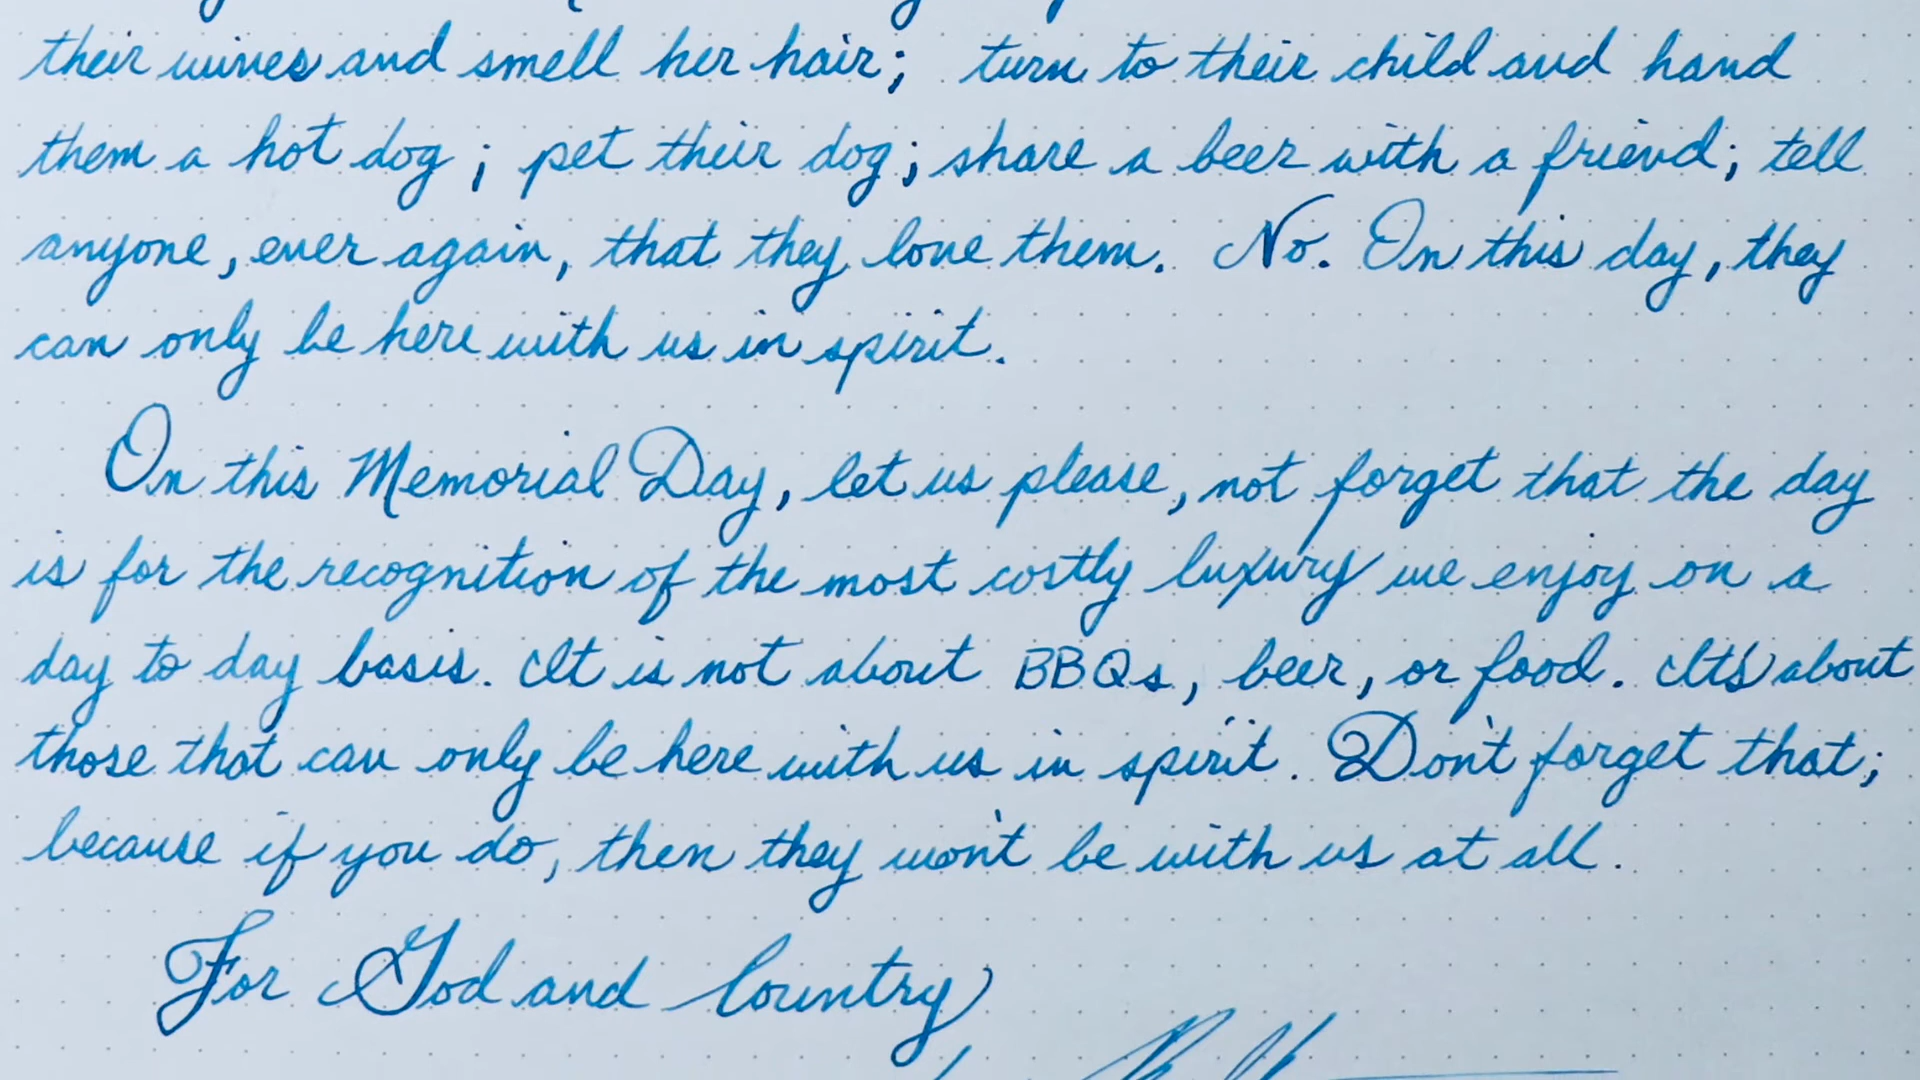 their wives and smell her hair; turn to their child and hand
them a hot dog; pet their dog; share a beer with a friend; tell
anyone, ever again, that they love them. No. On this day, they
can only be here with us in spirit.
On this Memorial Day, let us please, not forget that the day
is for the recognition of the most costly luxury we enjoy on a
day to day basis. It is not about BBQs, beer, or food. It's about
those that can only be here with us in spirit. Don't forget that;
because if you do, then they won't be with us at all.
For God and Country